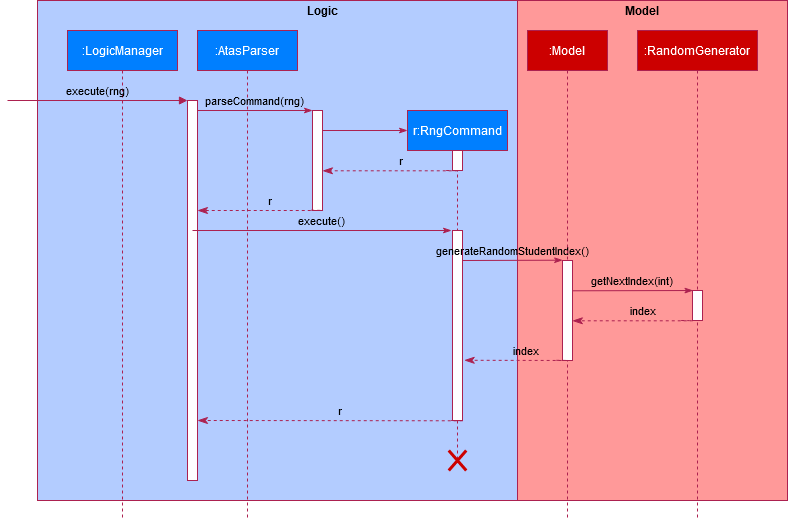 Logic
Model
:LogicManager
:AtasParser
:Model
:RandomGenerator
execute(rng)
parseCommand(rng)
r:RngCommand
r
r
execute()
generateRandomStudentIndex()
getNextIndex(int)
index
index
r